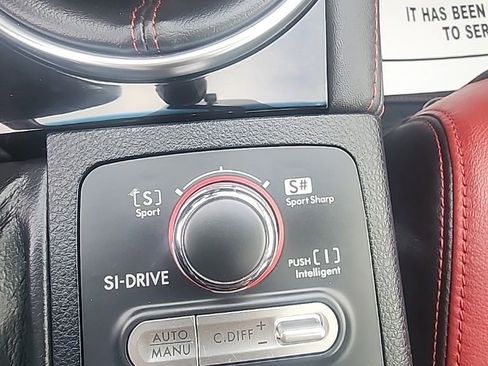 IT HAS BEEN
TO SER
[S]
Sport
S#
Sport Sharp
PUSH [I]
Intelligent
SI-DRIVE
AUTO
MANU
C.DIFF + −